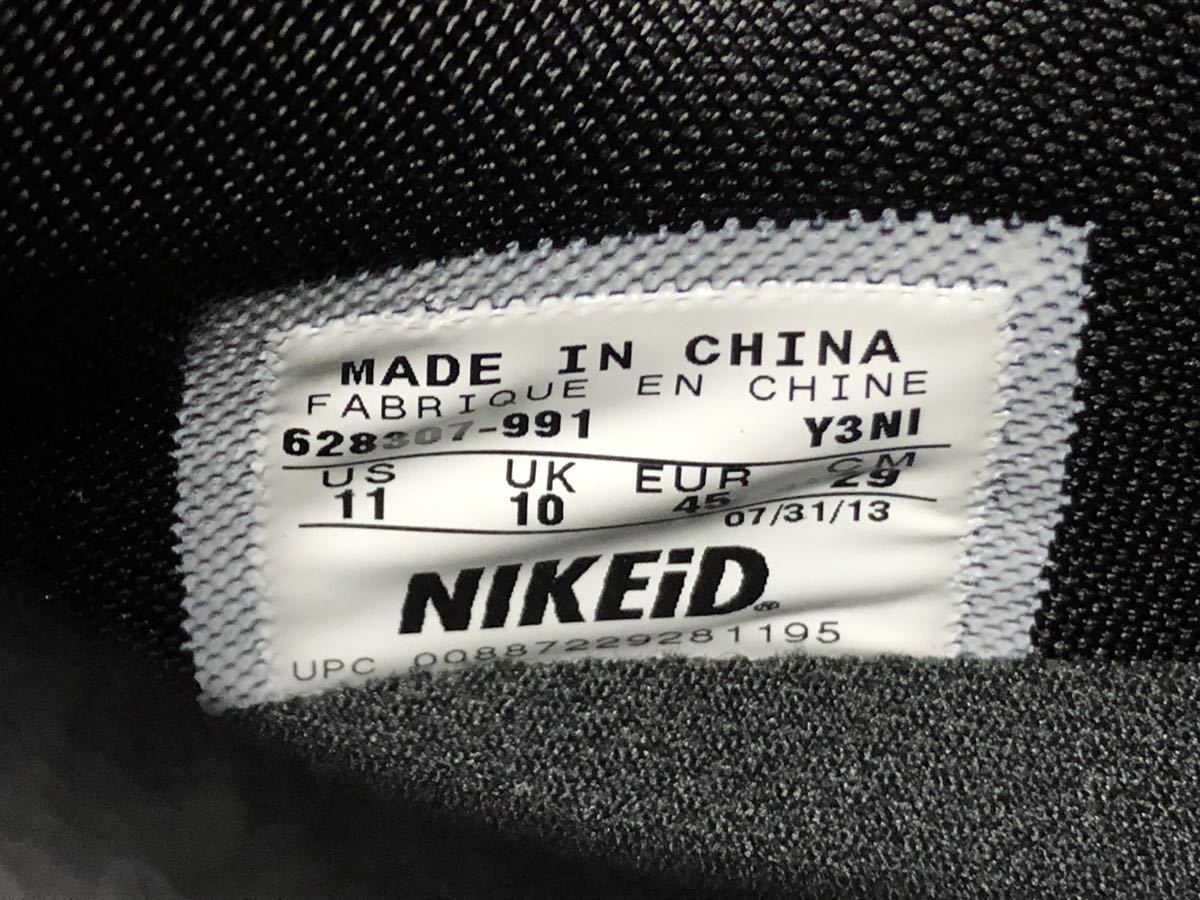 MADE IN CHINA
FABRIQUE EN CHINE
628307-991 Y3NI
US UK EUR CM
11 10 45 29
07/31/13
NIKEiD®
UPC 00887229281195